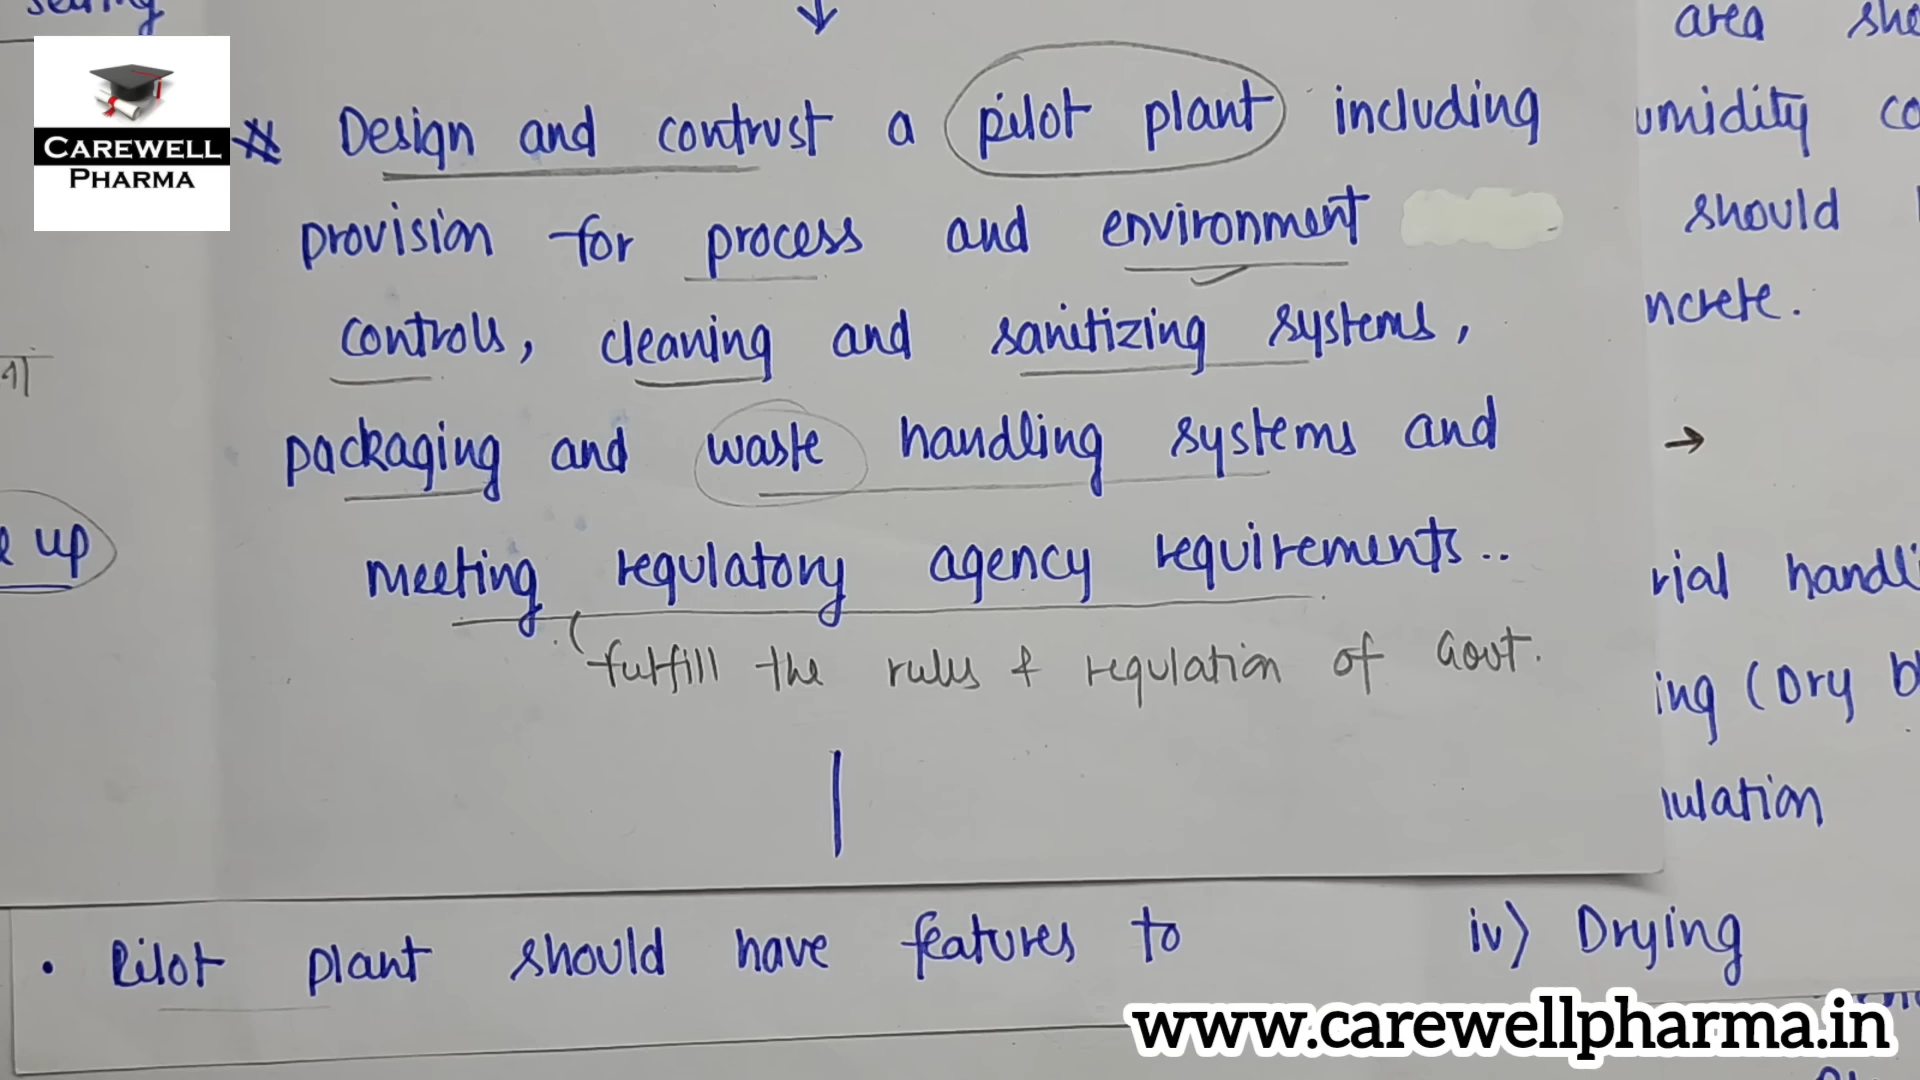 CAREWELL
PHARMA
Design and contrust a pilot plant including
provision for process and environment
controls, cleaning and sanitizing systems,
packaging and waste handling systems and
meeting regulatory agency requirements..
(fulfill the rules & regulation of Govt.
• Pilot plant should have features to
up
area
umidity
should
ncrete.
→
rial handli
ing (Dry
ulation
iv) Drying
www.carewellpharma.in